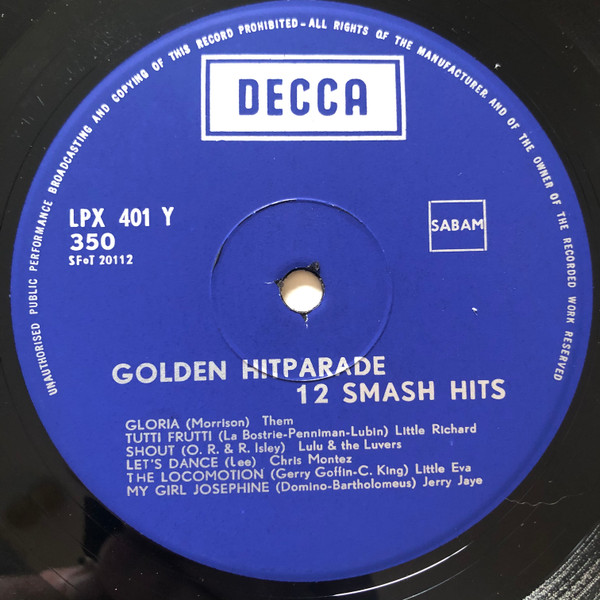 UNAUTHORISED PUBLIC PERFORMANCE BROADCASTING AND COPYING OF THIS RECORD PROHIBITED - ALL RIGHTS OF THE MANUFACTURER AND OF THE OWNER OF THE RECORDED WORK RESERVED
DECCA
LPX 401 Y
350
SFoT 20112
SABAM
GOLDEN HITPARADE
12 SMASH HITS
GLORIA (Morrison) Them
TUTTI FRUTTI (La Bostrie-Penniman-Lubin) Little Richard
SHOUT (O. R. & R. Isley) Lulu & the Luvers
LET'S DANCE (Lee) Chris Montez
THE LOCOMOTION (Gerry Goffin-C. King) Little Eva
MY GIRL JOSEPHINE (Domino-Bartholomeus) Jerry Jaye